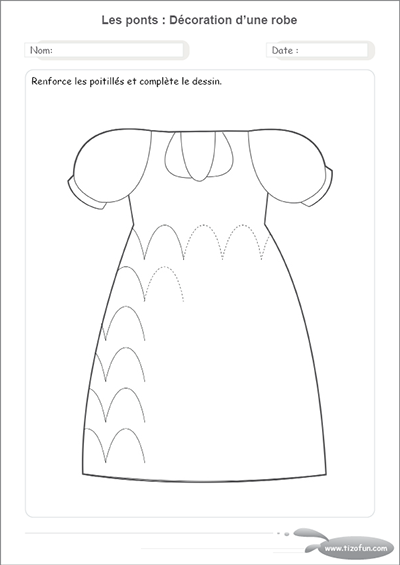 Les ponts : Décoration d'une robe
Nom:
Date :
Renforce les poitillés et complète le dessin.
www.tizofun.com